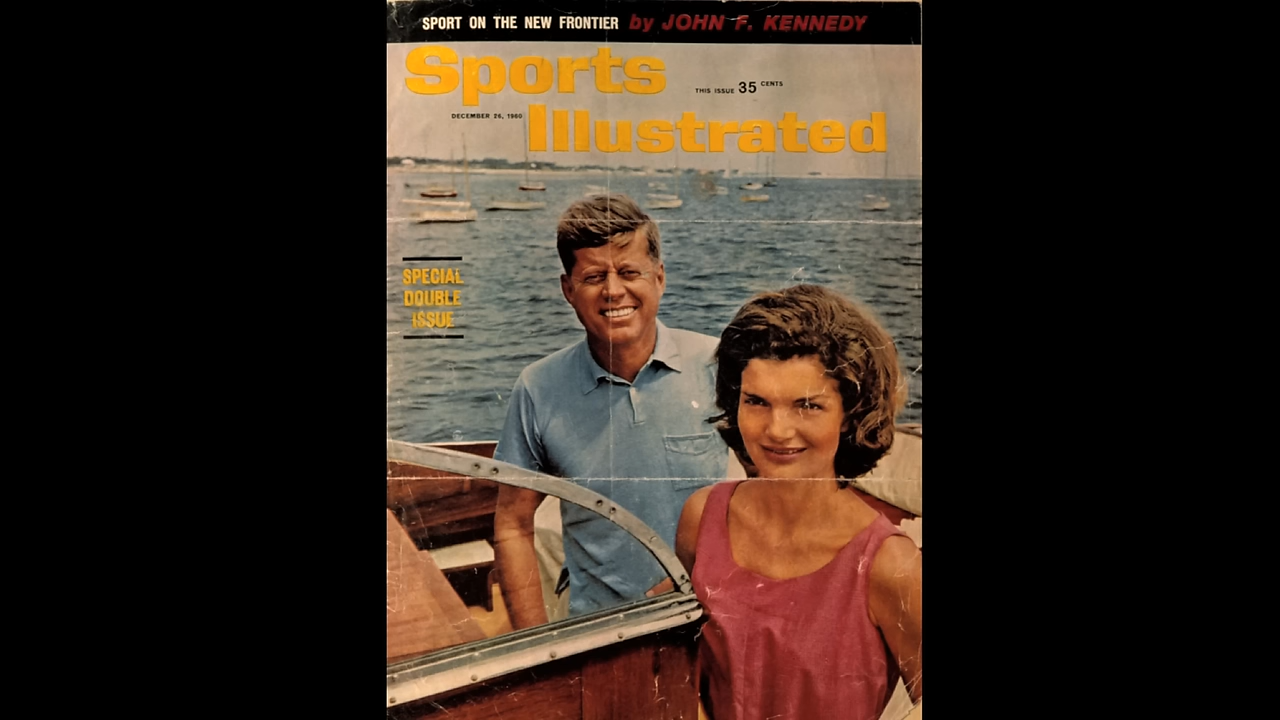 SPORT ON THE NEW FRONTIER by JOHN F. KENNEDY
Sports
THIS ISSUE 35 CENTS
DECEMBER 26, 1960
Illustrated
SPECIAL
DOUBLE
ISSUE